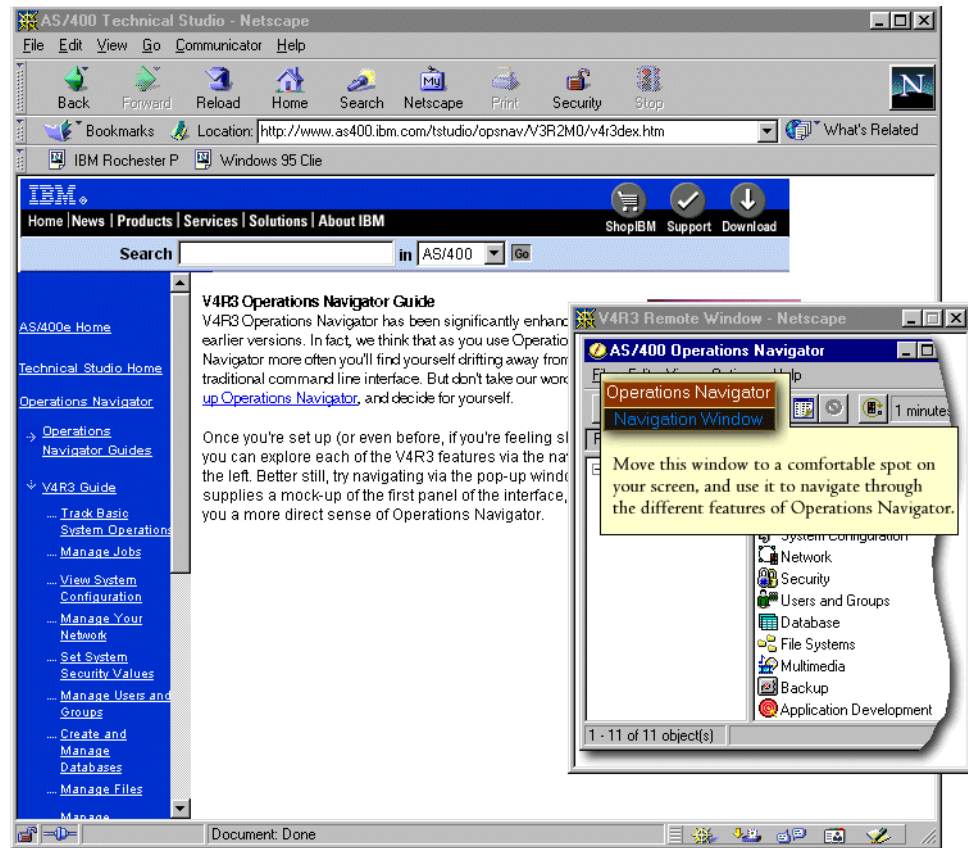 AS/400 Technical Studio - Netscape
File Edit View Go Communicator Help
Back Forward Reload Home Search Netscape Print Security Stop
Bookmarks Location: http://www.as400.ibm.com/tstudio/opsnav/V3R2M0/v4r3dex.htm What's Related
IBM Rochester P Windows 95 Clie
IBM
Home | News | Products | Services | Solutions | About IBM
ShopIBM Support Download
Search in AS/400 Go
AS/400e Home
Technical Studio Home
Operations Navigator
Operations
Navigator Guides
V4R3 Guide
... Track Basic
System Operations
... Manage Jobs
... View System
Configuration
... Manage Your
Network
... Set System
Security Values
... Manage Users and
Groups
... Create and
Manage
Databases
... Manage Files
Manage
V4R3 Operations Navigator Guide
V4R3 Operations Navigator has been significantly enhanc
earlier versions. In fact, we think that as you use Operatio
Navigator more often you'll find yourself drifting away from
traditional command line interface. But don't take our word
up Operations Navigator, and decide for yourself.
Once you're set up (or even before, if you're feeling sl
you can explore each of the V4R3 features via the na
the left. Better still, try navigating via the pop-up windo
supplies a mock-up of the first panel of the interface,
you a more direct sense of Operations Navigator.
V4R3 Remote Window - Netscape
AS/400 Operations Navigator
Operations Navigator
Navigation Window
1 minutes
Move this window to a comfortable spot on
your screen, and use it to navigate through
the different features of Operations Navigator.
System Configuration
Network
Security
Users and Groups
Database
File Systems
Multimedia
Backup
Application Development
1 - 11 of 11 object(s)
Document: Done